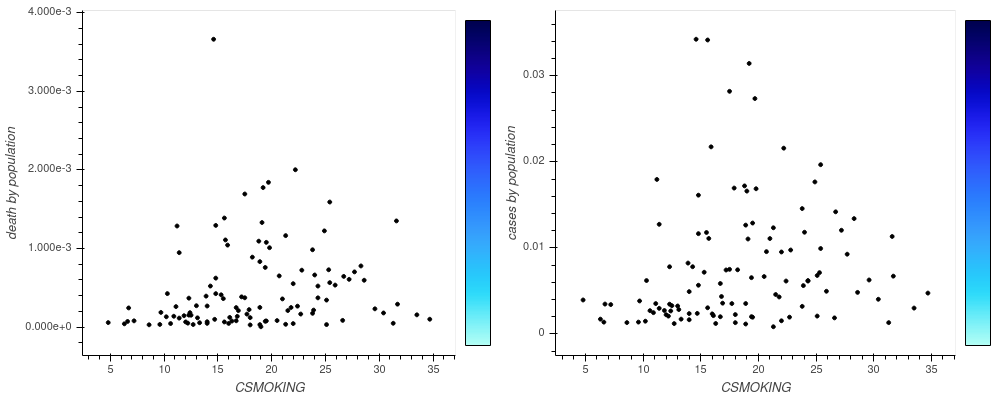 4.000e-3
3.000e-3
2.000e-3
1.000e-3
0.000e+0
death by population
5 10 15 20 25 30 35
CSMOKING
0.03
0.02
0.01
0
cases by population
5 10 15 20 25 30 35
CSMOKING